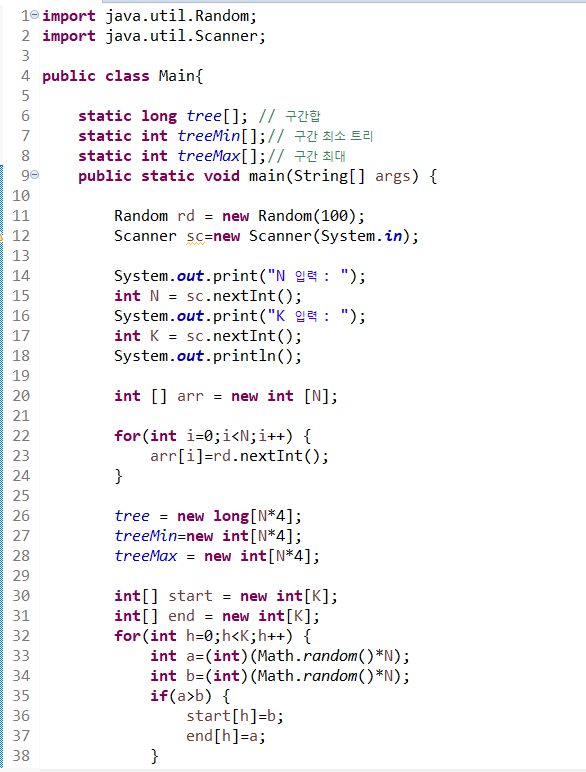 1 import java.util.Random;
2 import java.util.Scanner;
3
4 public class Main{
5
6     static long tree[]; // 구간합
7     static int treeMin[];// 구간 최소 트리
8     static int treeMax[];// 구간 최대
9     public static void main(String[] args) {
10
11         Random rd = new Random(100);
12         Scanner sc=new Scanner(System.in);
13
14         System.out.print("N 입력 : ");
15         int N = sc.nextInt();
16         System.out.print("K 입력 : ");
17         int K = sc.nextInt();
18         System.out.println();
19
20         int [] arr = new int [N];
21
22         for(int i=0;i<N;i++) {
23             arr[i]=rd.nextInt();
24         }
25
26         tree = new long[N*4];
27         treeMin=new int[N*4];
28         treeMax = new int[N*4];
29
30         int[] start = new int[K];
31         int[] end = new int[K];
32         for(int h=0;h<K;h++) {
33             int a=(int)(Math.random()*N);
34             int b=(int)(Math.random()*N);
35             if(a>b) {
36                 start[h]=b;
37                 end[h]=a;
38             }